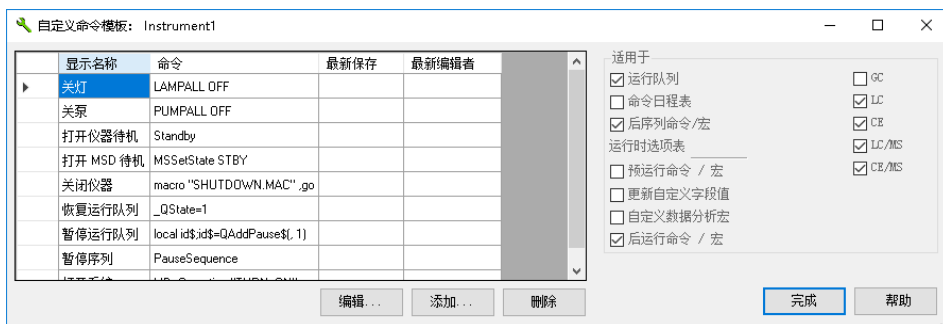 自定义命令模板： Instrument1
显示名称 命令 最新保存 最新编辑者
关灯 LAMPALL OFF
关泵 PUMPALL OFF
打开仪器待机 Standby
打开 MSD 待机 MSSetState STBY
关闭仪器 macro "SHUTDOWN.MAC" ,go
恢复运行队列 _QState=1
暂停运行队列 local id$;id$=QAddPause$(, 1)
暂停序列 PauseSequence
编辑... 添加... 删除
适用于
运行队列 GC
命令日程表 LC
后序列命令/宏 CE
运行时选项表 LC/MS
预运行命令 / 宏 CE/MS
更新自定义字段值
自定义数据分析宏
后运行命令 / 宏
完成 帮助